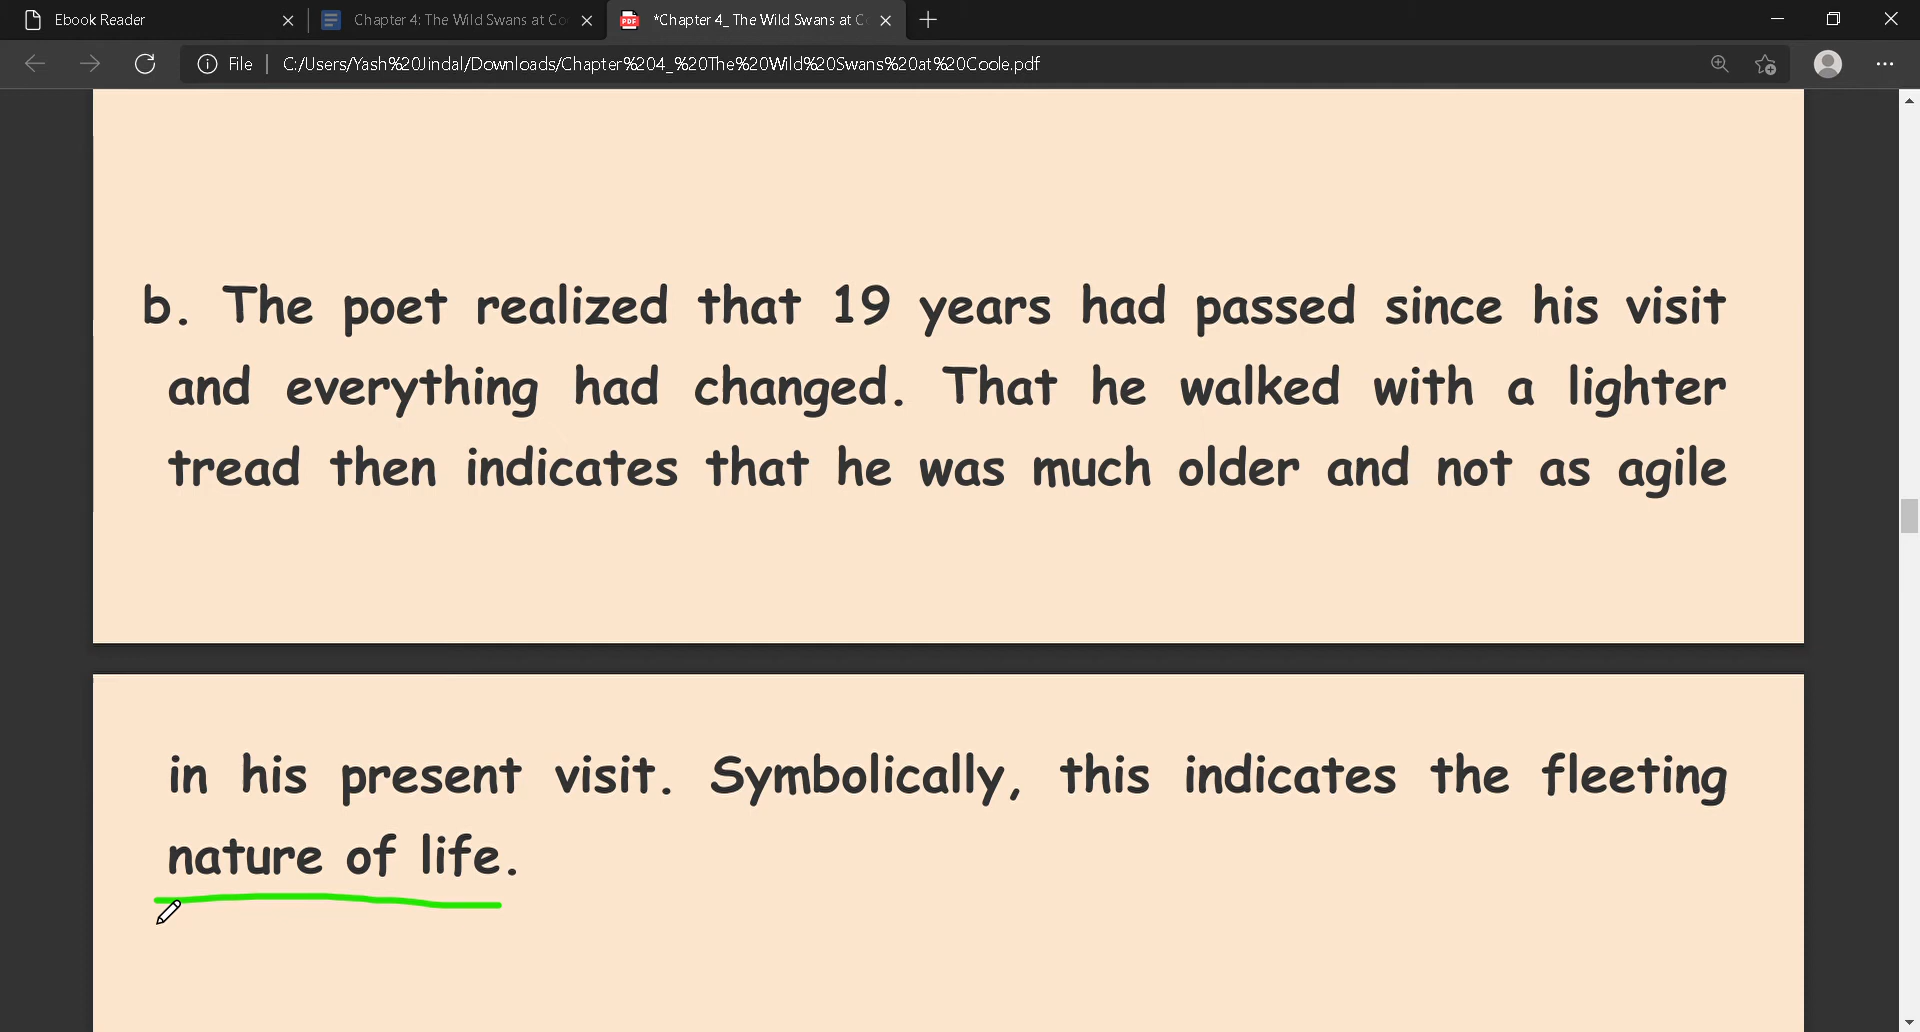 Ebook Reader
Chapter 4: The Wild Swans at Co
*Chapter 4_ The Wild Swans at C
File
C:/Users/Yash%20Jindal/Downloads/Chapter%204_%20The%20Wild%20Swans%20at%20Coole.pdf
b. The poet realized that 19 years had passed since his visit
and everything had changed. That he walked with a lighter
tread then indicates that he was much older and not as agile
in his present visit. Symbolically, this indicates the fleeting
nature of life.